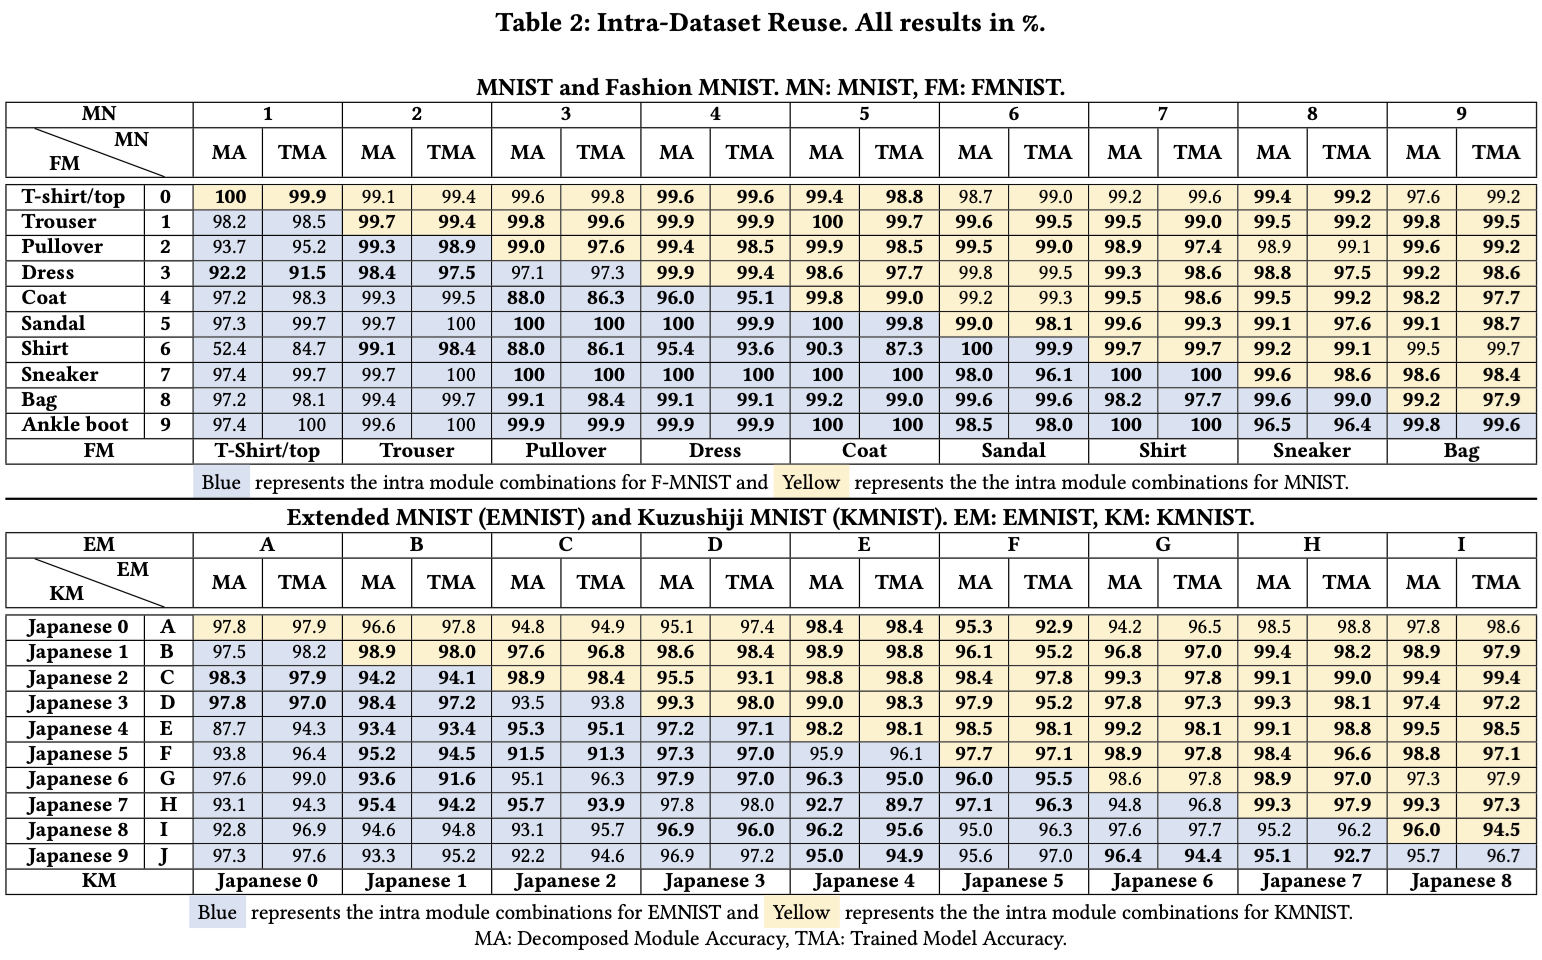 Table 2: Intra-Dataset Reuse. All results in %.
MNIST and Fashion MNIST. MN: MNIST, FM: FMNIST.
MN 1 2 3 4 5 6 7 8 9
MN
FM
MA TMA MA TMA MA TMA MA TMA MA TMA MA TMA MA TMA MA TMA MA TMA
T-shirt/top 0 100 99.9 99.1 99.4 99.6 99.8 99.6 99.6 99.4 98.8 98.7 99.0 99.2 99.6 99.4 99.2 97.6 99.2
Trouser 1 98.2 98.5 99.7 99.4 99.8 99.6 99.9 99.9 100 99.7 99.6 99.5 99.5 99.0 99.5 99.2 99.8 99.5
Pullover 2 93.7 95.2 99.3 98.9 99.0 97.6 99.4 98.5 99.9 98.5 99.5 99.0 98.9 97.4 98.9 99.1 99.6 99.2
Dress 3 92.2 91.5 98.4 97.5 97.1 97.3 99.9 99.4 98.6 97.7 99.8 99.5 99.3 98.6 98.8 97.5 99.2 98.6
Coat 4 97.2 98.3 99.3 99.5 88.0 86.3 96.0 95.1 99.8 99.0 99.2 99.3 99.5 98.6 99.5 99.2 98.2 97.7
Sandal 5 97.3 99.7 99.7 100 100 100 100 99.9 100 99.8 99.0 98.1 99.6 99.3 99.1 97.6 99.1 98.7
Shirt 6 52.4 84.7 99.1 98.4 88.0 86.1 95.4 93.6 90.3 87.3 100 99.9 99.7 99.7 99.2 99.1 99.5 99.7
Sneaker 7 97.4 99.7 99.7 100 100 100 100 100 100 100 98.0 96.1 100 100 99.6 98.6 98.6 98.4
Bag 8 97.2 98.1 99.4 99.7 99.1 98.4 99.1 99.1 99.2 99.0 99.6 99.6 98.2 97.7 99.6 99.0 99.2 97.9
Ankle boot 9 97.4 100 99.6 100 99.9 99.9 99.9 99.9 100 100 98.5 98.0 100 100 96.5 96.4 99.8 99.6
FM T-Shirt/top Trouser Pullover Dress Coat Sandal Shirt Sneaker Bag
Blue represents the intra module combinations for F-MNIST and Yellow represents the the intra module combinations for MNIST.
Extended MNIST (EMNIST) and Kuzushiji MNIST (KMNIST). EM: EMNIST, KM: KMNIST.
EM A B C D E F G H I
EM
KM
MA TMA MA TMA MA TMA MA TMA MA TMA MA TMA MA TMA MA TMA MA TMA
Japanese 0 A 97.8 97.9 96.6 97.8 94.8 94.9 95.1 97.4 98.4 98.4 95.3 92.9 94.2 96.5 98.5 98.8 97.8 98.6
Japanese 1 B 97.5 98.2 98.9 98.0 97.6 96.8 98.6 98.4 98.9 98.8 96.1 95.2 96.8 97.0 99.4 98.2 98.9 97.9
Japanese 2 C 98.3 97.9 94.2 94.1 98.9 98.4 95.5 93.1 98.8 98.8 98.4 97.8 99.3 97.8 99.1 99.0 99.4 99.4
Japanese 3 D 97.8 97.0 98.4 97.2 93.5 93.8 99.3 98.0 99.0 98.3 97.9 95.2 97.8 97.3 99.3 98.1 97.4 97.2
Japanese 4 E 87.7 94.3 93.4 93.4 95.3 95.1 97.2 97.1 98.2 98.1 98.5 98.1 99.2 98.1 99.1 98.8 99.5 98.5
Japanese 5 F 93.8 96.4 95.2 94.5 91.5 91.3 97.3 97.0 95.9 96.1 97.7 97.1 98.9 97.8 98.4 96.6 98.8 97.1
Japanese 6 G 97.6 99.0 93.6 91.6 95.1 96.3 97.9 97.0 96.3 95.0 96.0 95.5 98.6 97.8 98.9 97.0 97.3 97.9
Japanese 7 H 93.1 94.3 95.4 94.2 95.7 93.9 97.8 98.0 92.7 89.7 97.1 96.3 94.8 96.8 99.3 97.9 99.3 97.3
Japanese 8 I 92.8 96.9 94.6 94.8 93.1 95.7 96.9 96.0 96.2 95.6 95.0 96.3 97.6 97.7 95.2 96.2 96.0 94.5
Japanese 9 J 97.3 97.6 93.3 95.2 92.2 94.6 96.9 97.2 95.0 94.9 95.6 97.0 96.4 94.4 95.1 92.7 95.7 96.7
KM Japanese 0 Japanese 1 Japanese 2 Japanese 3 Japanese 4 Japanese 5 Japanese 6 Japanese 7 Japanese 8
Blue represents the intra module combinations for EMNIST and Yellow represents the the intra module combinations for KMNIST.
MA: Decomposed Module Accuracy, TMA: Trained Model Accuracy.